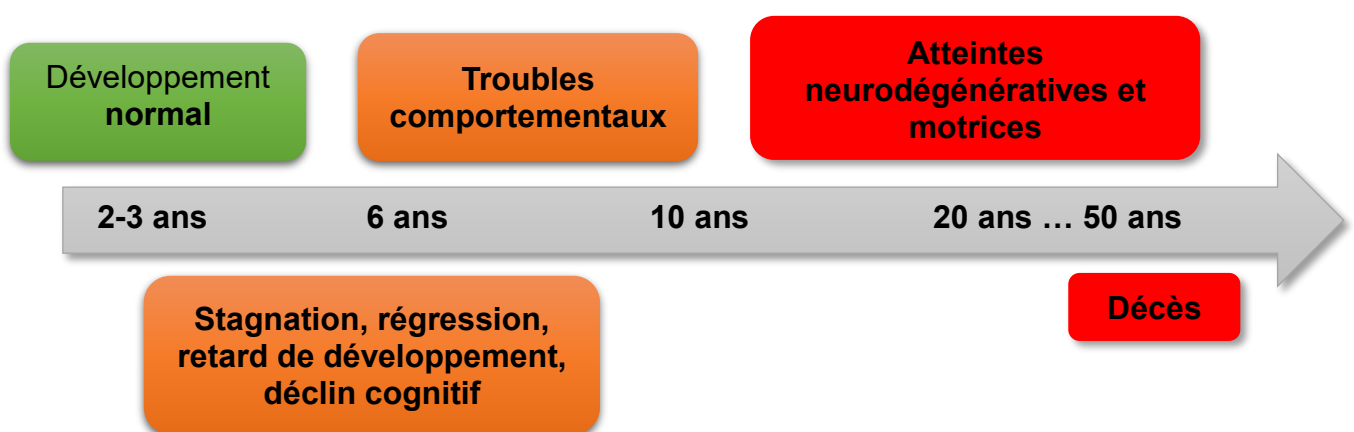 Développement
normal
Troubles
comportementaux
Atteintes
neurodégénératives et
motrices
2-3 ans
6 ans
10 ans
20 ans … 50 ans
Stagnation, régression,
retard de développement,
déclin cognitif
Décès